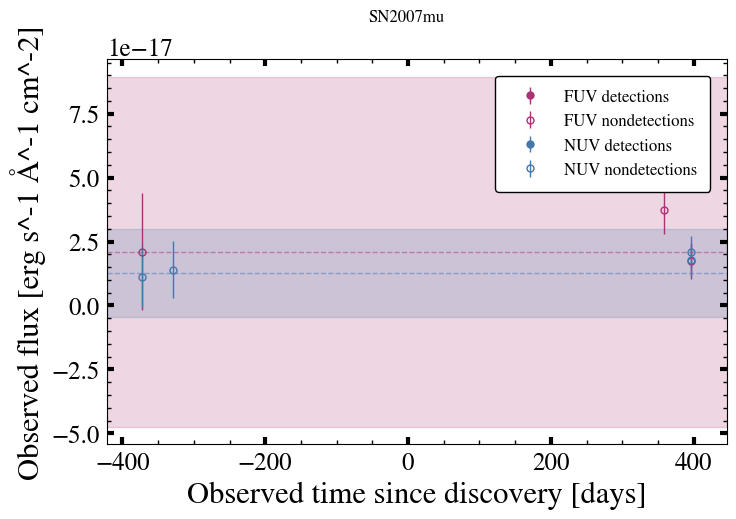 SN2007mu
1e−17
Observed flux [erg s^-1 Å^-1 cm^-2]
7.5
5.0
2.5
0.0
−2.5
−5.0
FUV detections
FUV nondetections
NUV detections
NUV nondetections
−400 −200 0 200 400
Observed time since discovery [days]